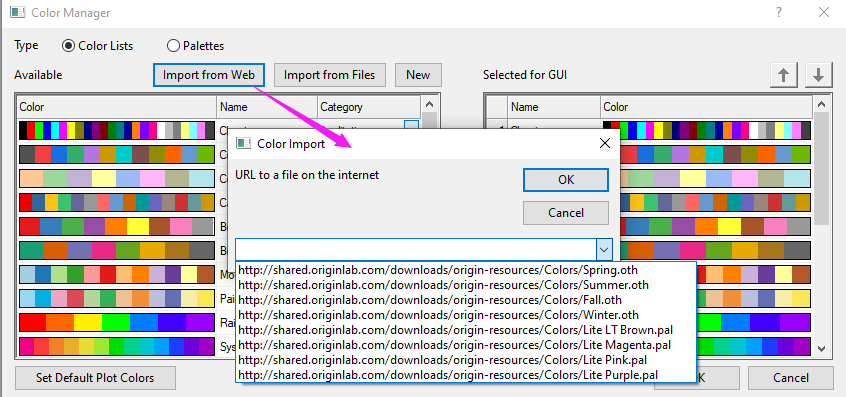 Color Manager
Type Color Lists Palettes
Available Import from Web Import from Files New Selected for GUI
Color Name Category Name Color
Color Import
URL to a file on the internet
OK
Cancel
http://shared.originlab.com/downloads/origin-resources/Colors/Spring.oth
http://shared.originlab.com/downloads/origin-resources/Colors/Summer.oth
http://shared.originlab.com/downloads/origin-resources/Colors/Fall.oth
http://shared.originlab.com/downloads/origin-resources/Colors/Winter.oth
http://shared.originlab.com/downloads/origin-resources/Colors/Lite LT Brown.pal
http://shared.originlab.com/downloads/origin-resources/Colors/Lite Magenta.pal
http://shared.originlab.com/downloads/origin-resources/Colors/Lite Pink.pal
http://shared.originlab.com/downloads/origin-resources/Colors/Lite Purple.pal
Mo
Pai
Rai
Sys
Set Default Plot Colors Cancel